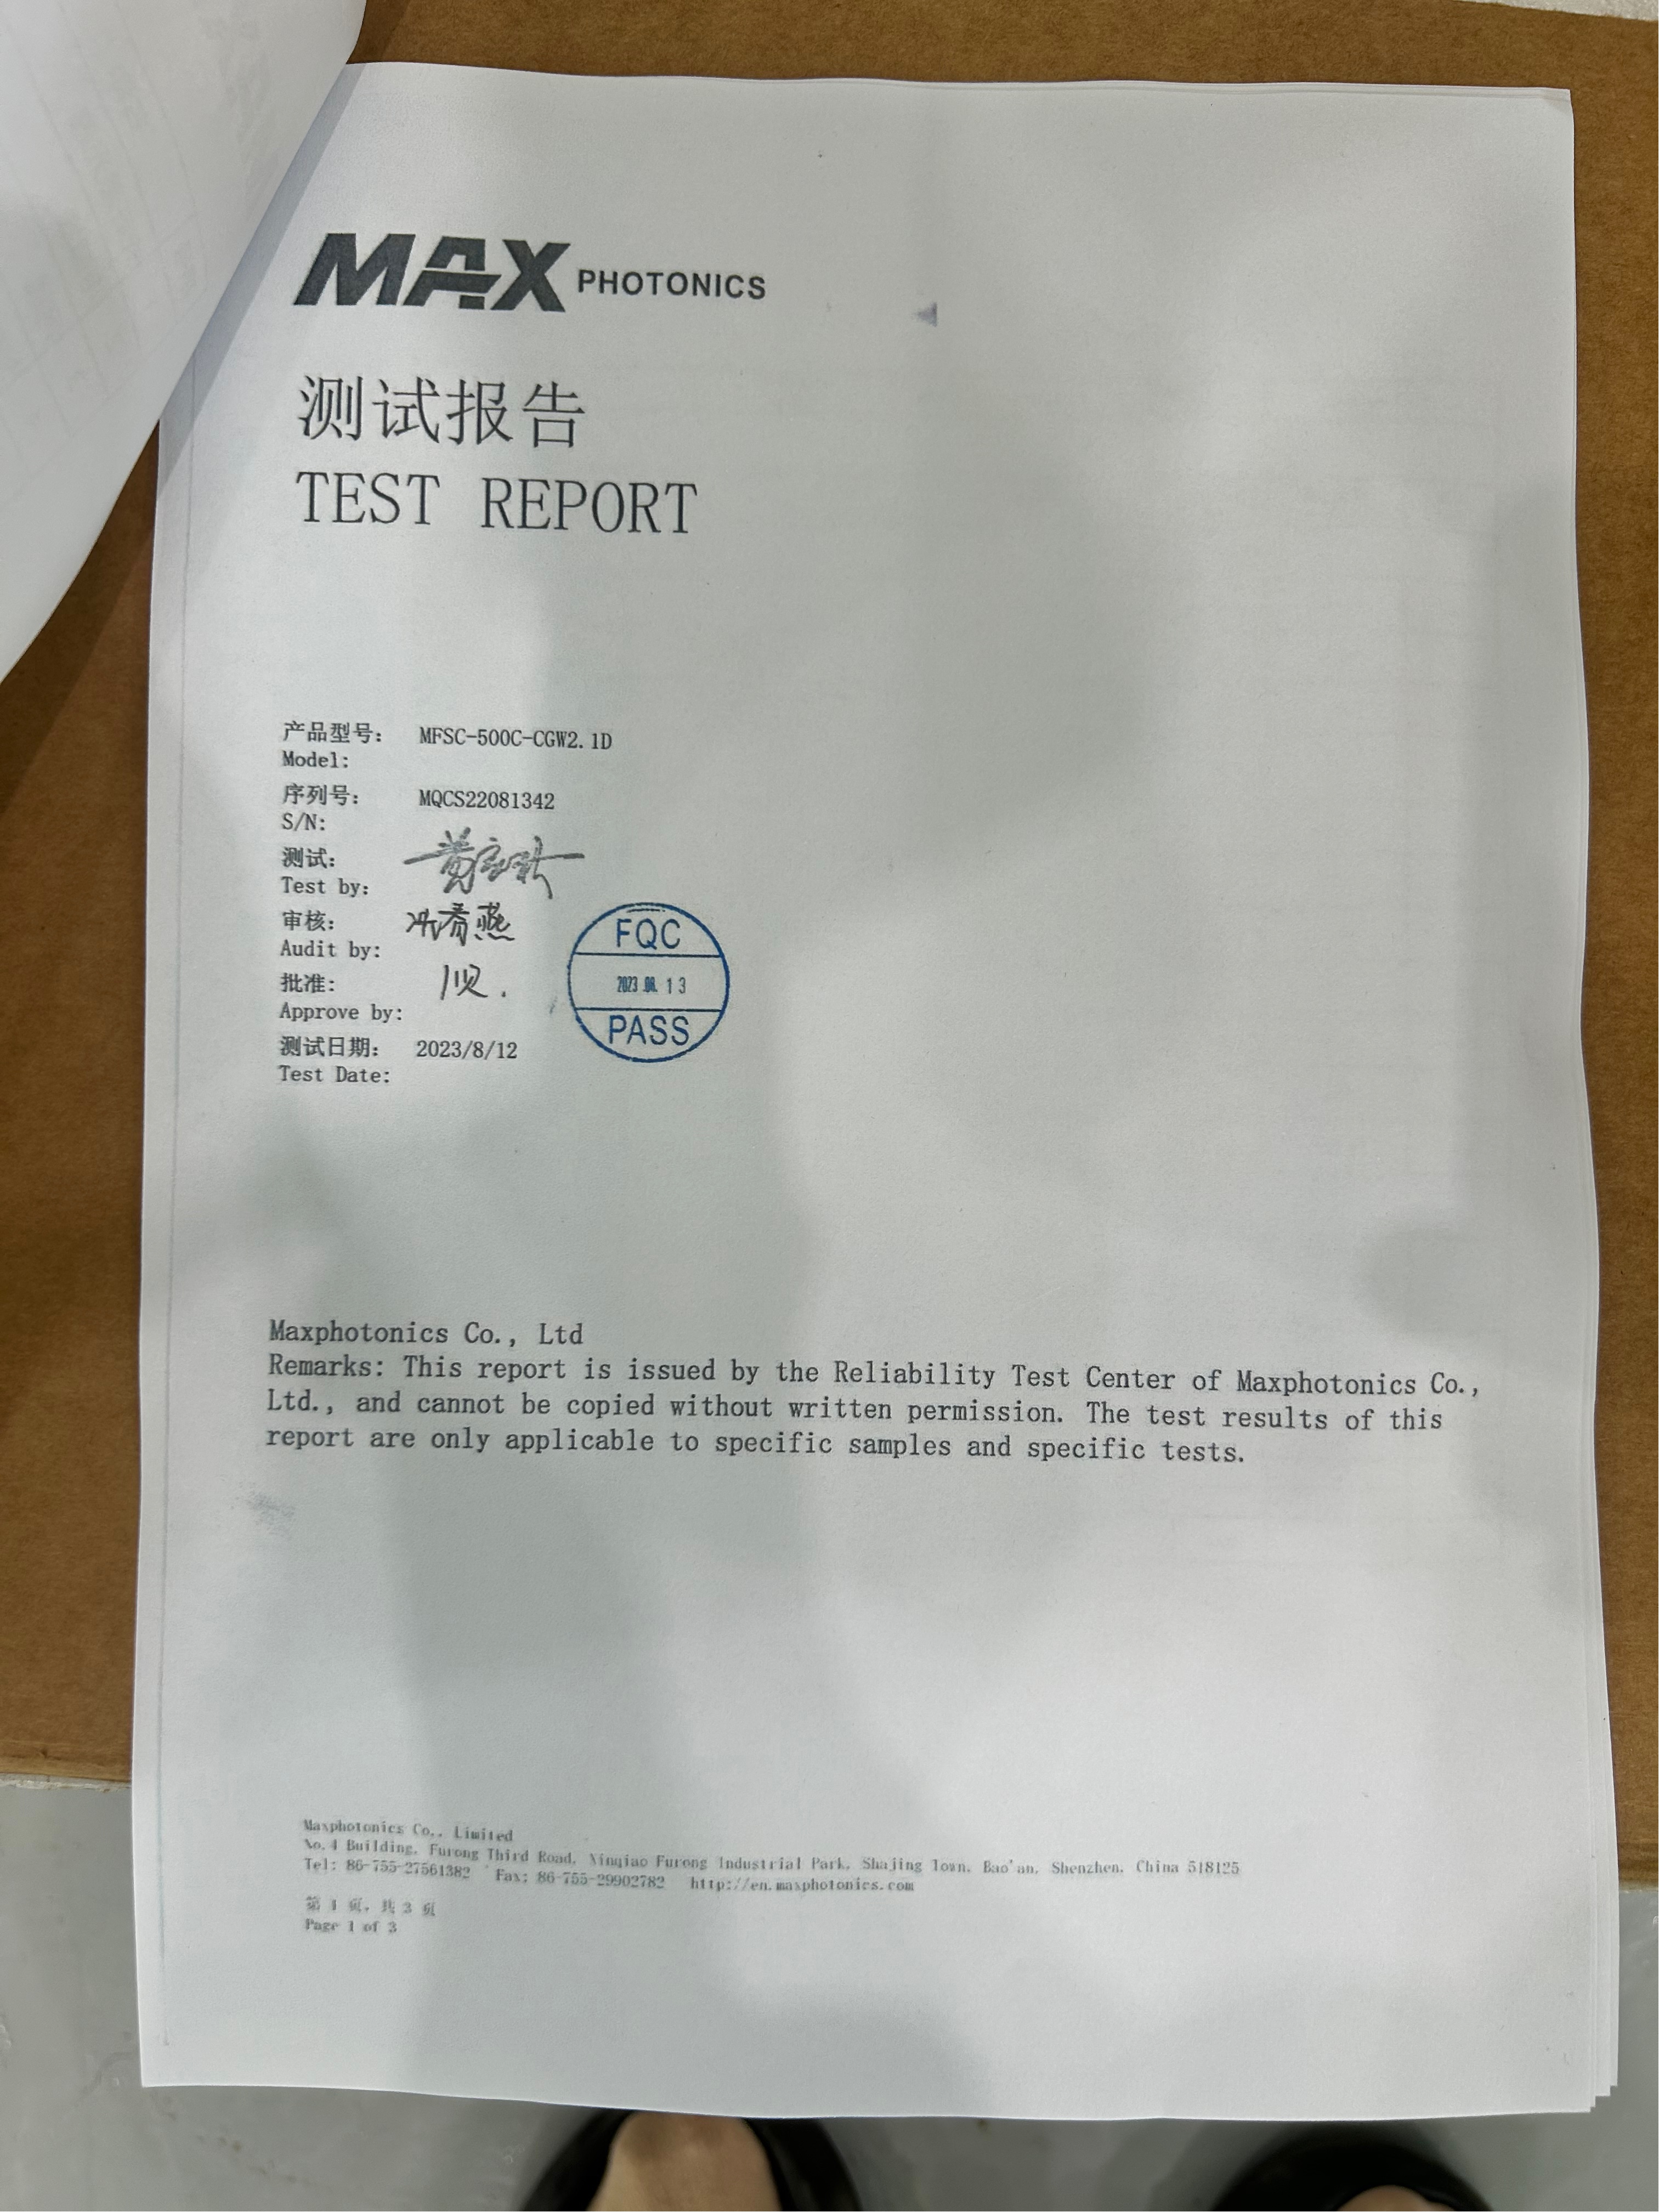 MAX PHOTONICS
测试报告
TEST REPORT
产品型号: MFSC-500C-CGW2.1D
Model:
序列号: MQCS22081342
S/N:
测试:
Test by:
审核:
Audit by:
批准:
Approve by:
测试日期: 2023/8/12
Test Date:
FQC
2023.08.13
PASS
Maxphotonics Co., Ltd
Remarks: This report is issued by the Reliability Test Center of Maxphotonics Co.,
Ltd., and cannot be copied without written permission. The test results of this
report are only applicable to specific samples and specific tests.
Maxphotonics Co., Limited
No.4 Building, Furong Third Road, Xinqiao Furong Industrial Park, Shajing Town, Bao'an, Shenzhen, China 518125
Tel: 86-755-27561382 Fax: 86-755-29902782 http://en.maxphotonics.com
第 1 页, 共 3 页
Page 1 of 3